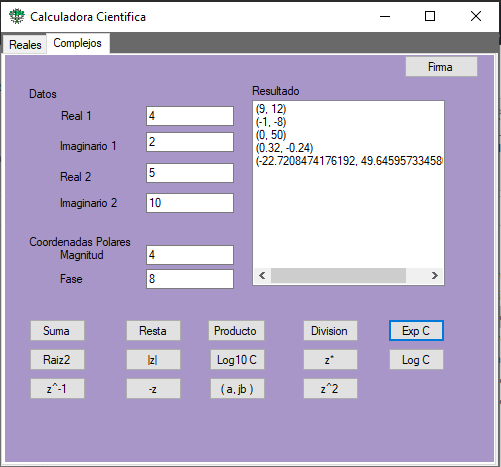 Calculadora Cientifica
Reales Complejos
Firma
Datos
Real 1 4
Imaginario 1 2
Real 2 5
Imaginario 2 10
Coordenadas Polares
Magnitud 4
Fase 8
Resultado
(9, 12)
(-1, -8)
(0, 50)
(0.32, -0.24)
(-22.7208474176192, 49.645957334580
Suma Resta Producto Division Exp C
Raiz2 |z| Log10 C z* Log C
z^-1 -z ( a, jb ) z^2